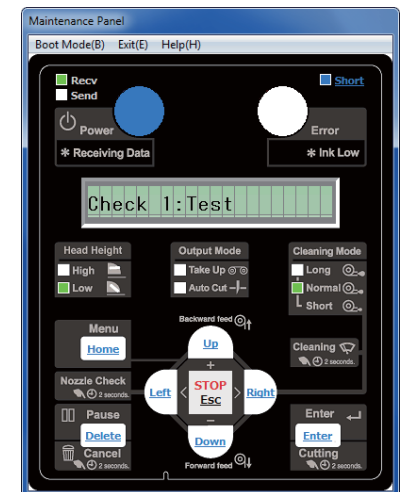 Maintenance Panel
Boot Mode(B) Exit(E) Help(H)
Recv
Send
Short
Power
Error
* Receiving Data
* Ink Low
Check 1:Test
Head Height
High
Low
Output Mode
Take Up
Auto Cut
Cleaning Mode
Long
Normal
Short
Menu
Home
Backward feed
Up
+
Cleaning
2 seconds.
Nozzle Check
2 seconds.
Left
<
STOP
Esc
>
Right
−
Down
Forward feed
Pause
Delete
Cancel
2 seconds.
Enter
Enter
Cutting
2 seconds.